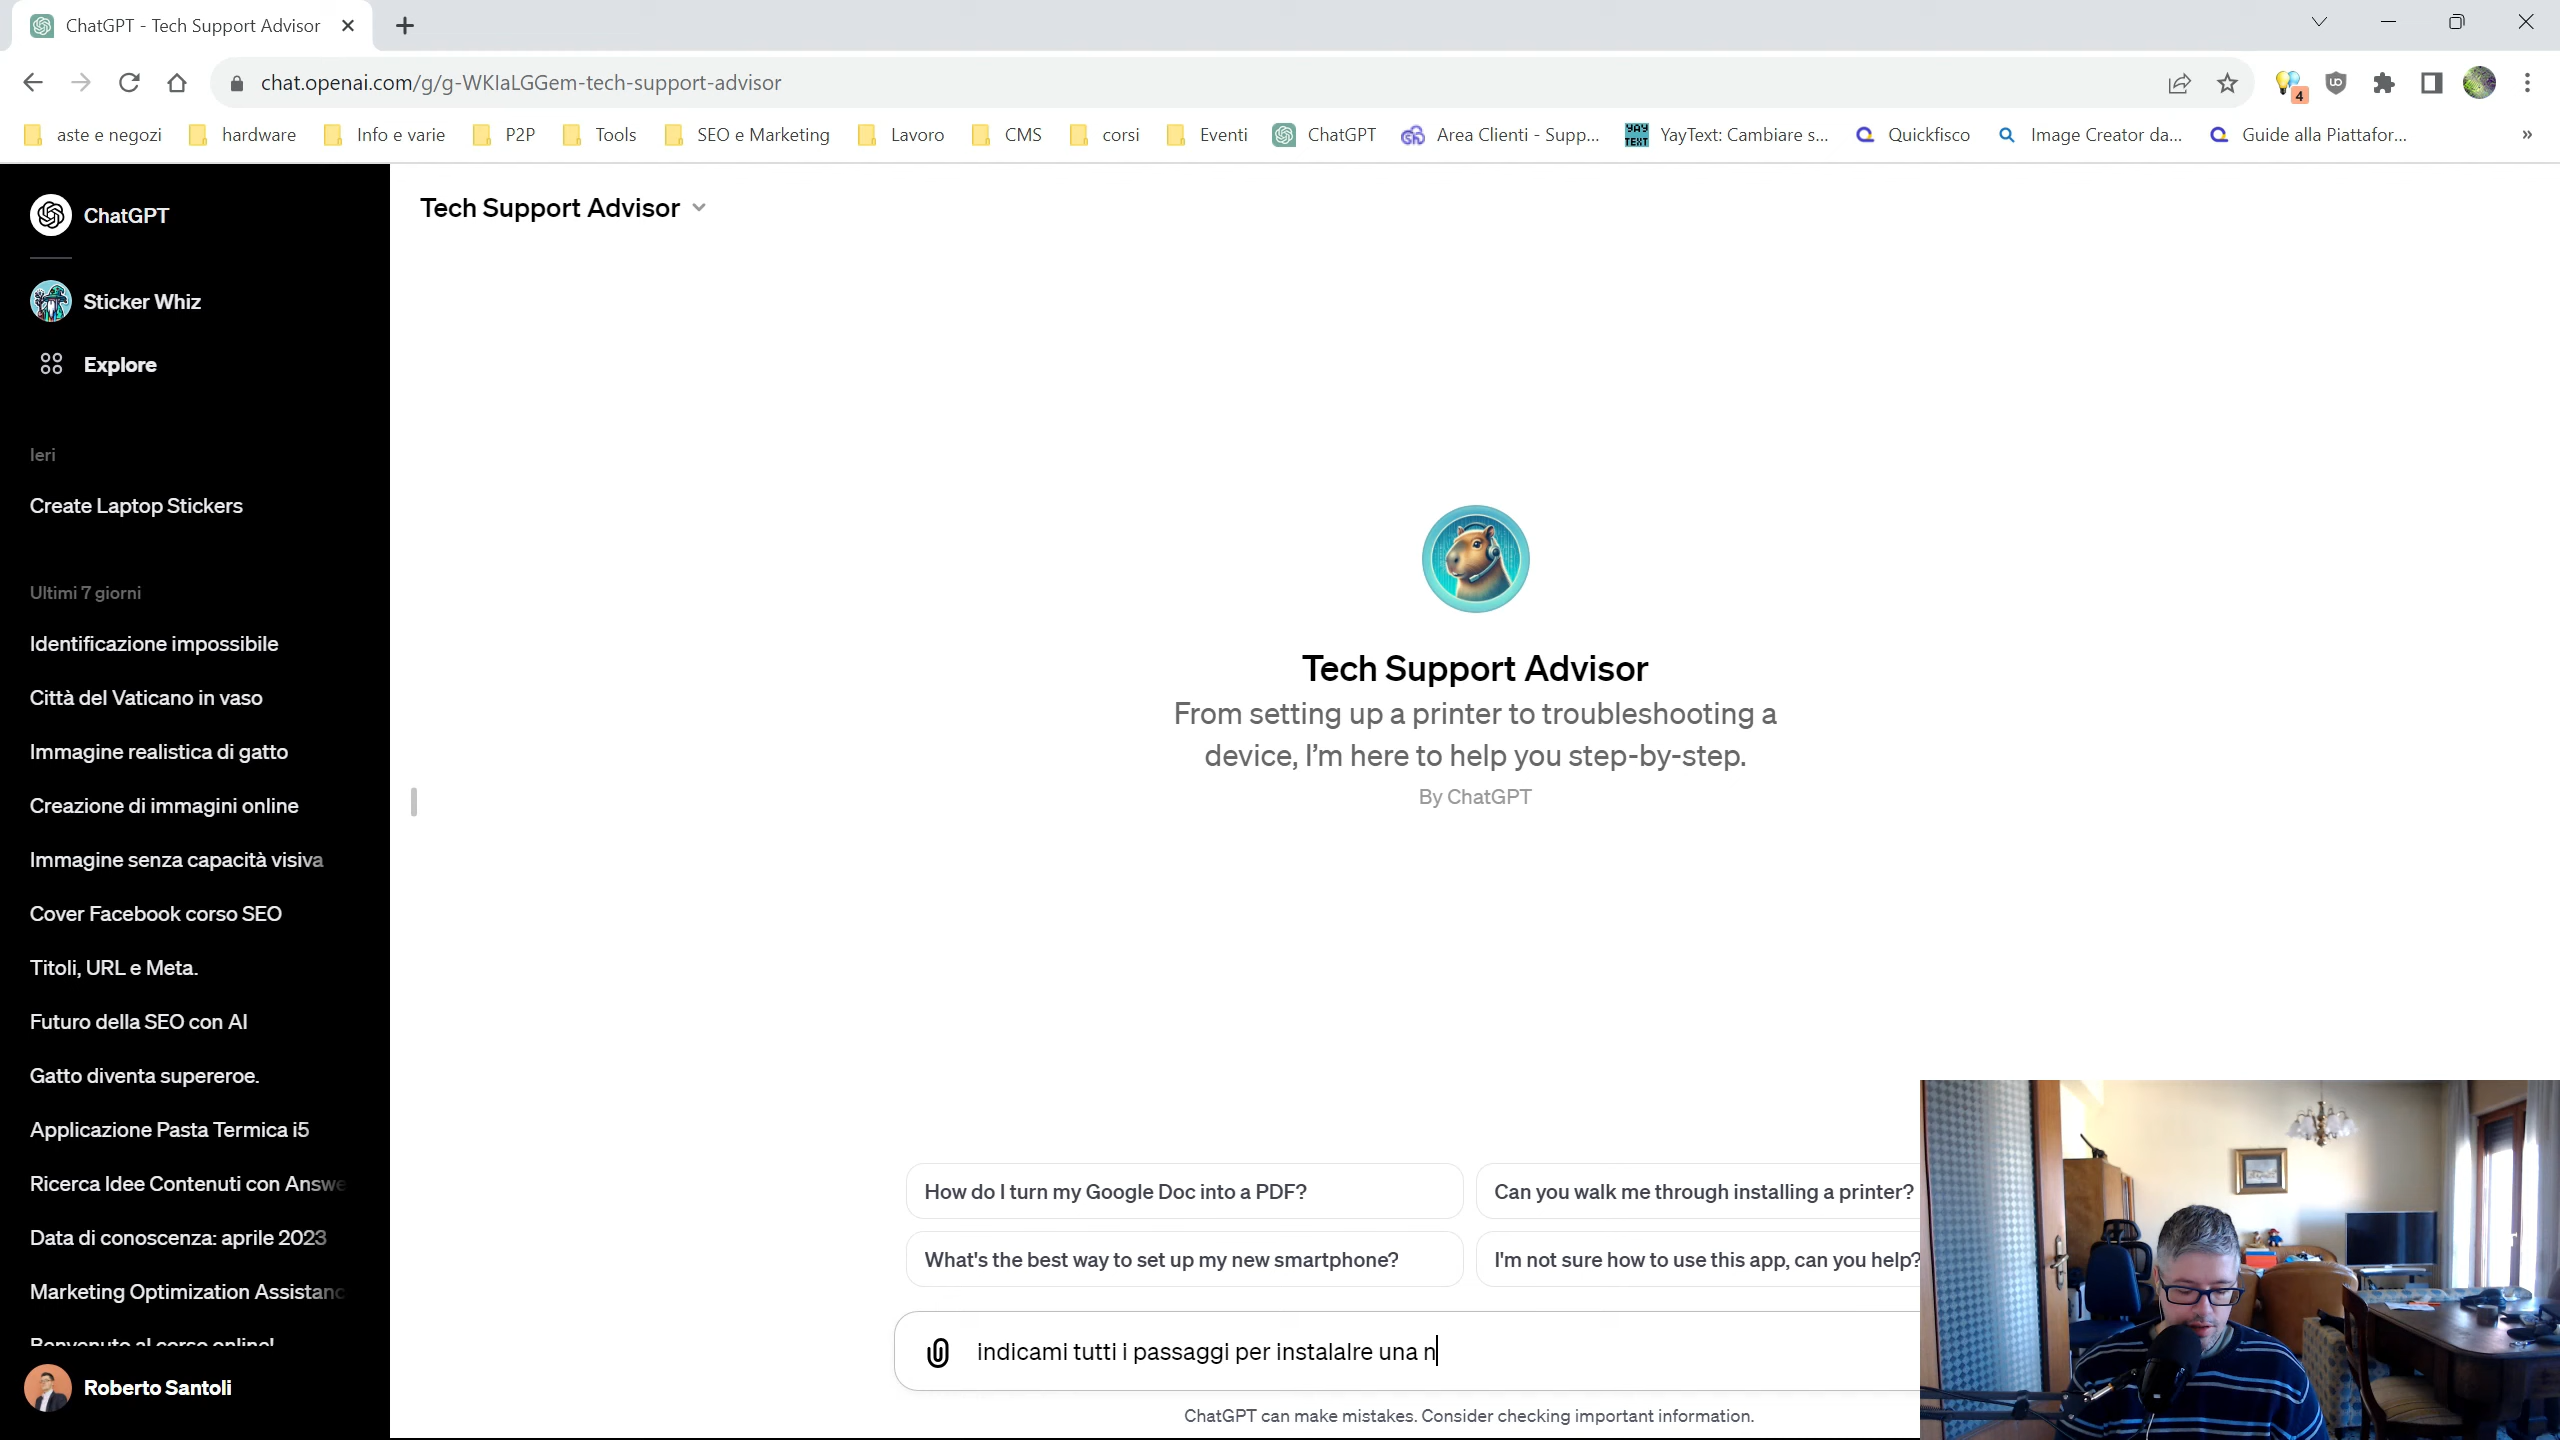 ChatGPT - Tech Support Advisor
chat.openai.com/g/g-WKIaLGGem-tech-support-advisor
4
aste e negozi
hardware
Info e varie
P2P
Tools
SEO e Marketing
Lavoro
CMS
corsi
Eventi
ChatGPT
Area Clienti - Supp...
YAY TEXT
YayText: Cambiare s...
Quickfisco
Image Creator da...
Guide alla Piattafor...
»
ChatGPT
Sticker Whiz
Explore
Ieri
Create Laptop Stickers
Ultimi 7 giorni
Identificazione impossibile
Città del Vaticano in vaso
Immagine realistica di gatto
Creazione di immagini online
Immagine senza capacità visiva
Cover Facebook corso SEO
Titoli, URL e Meta.
Futuro della SEO con AI
Gatto diventa supereroe.
Applicazione Pasta Termica i5
Ricerca Idee Contenuti con Answe
Data di conoscenza: aprile 2023
Marketing Optimization Assistanc
Benvenuto al corso online!
Roberto Santoli
Tech Support Advisor
Tech Support Advisor
From setting up a printer to troubleshooting a
device, I'm here to help you step-by-step.
By ChatGPT
How do I turn my Google Doc into a PDF?
Can you walk me through installing a printer?
What's the best way to set up my new smartphone?
I'm not sure how to use this app, can you help?
indicami tutti i passaggi per instalalre una n
ChatGPT can make mistakes. Consider checking important information.